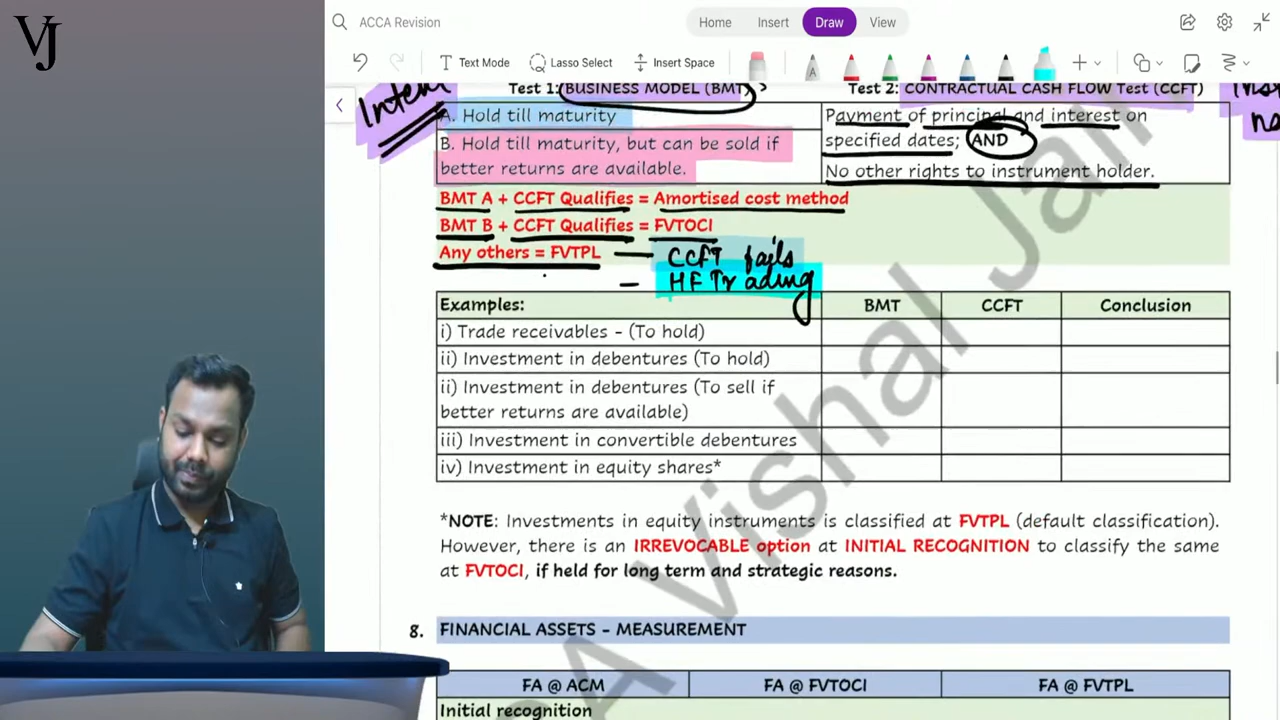 VJ
ACCA Revision
Home Insert Draw View
Text Mode Lasso Select Insert Space
Test 1: BUSINESS MODEL (BMT)
Test 2: CONTRACTUAL CASH FLOW Test (CCFT)
A. Hold till maturity
B. Hold till maturity, but can be sold if
better returns are available.
Payment of principal and interest on
specified dates; AND
No other rights to instrument holder.
BMT A + CCFT Qualifies = Amortised cost method
BMT B + CCFT Qualifies = FVTOCI
Any others = FVTPL — CCFT fails
– HF Trading
Examples: BMT CCFT Conclusion
i) Trade receivables - (To hold)
ii) Investment in debentures (To hold)
ii) Investment in debentures (To sell if
better returns are available)
iii) Investment in convertible debentures
iv) Investment in equity shares*
*NOTE: Investments in equity instruments is classified at FVTPL (default classification).
However, there is an IRREVOCABLE option at INITIAL RECOGNITION to classify the same
at FVTOCI, if held for long term and strategic reasons.
8. FINANCIAL ASSETS - MEASUREMENT
FA @ ACM FA @ FVTOCI FA @ FVTPL
Initial recognition
Vishal Jain